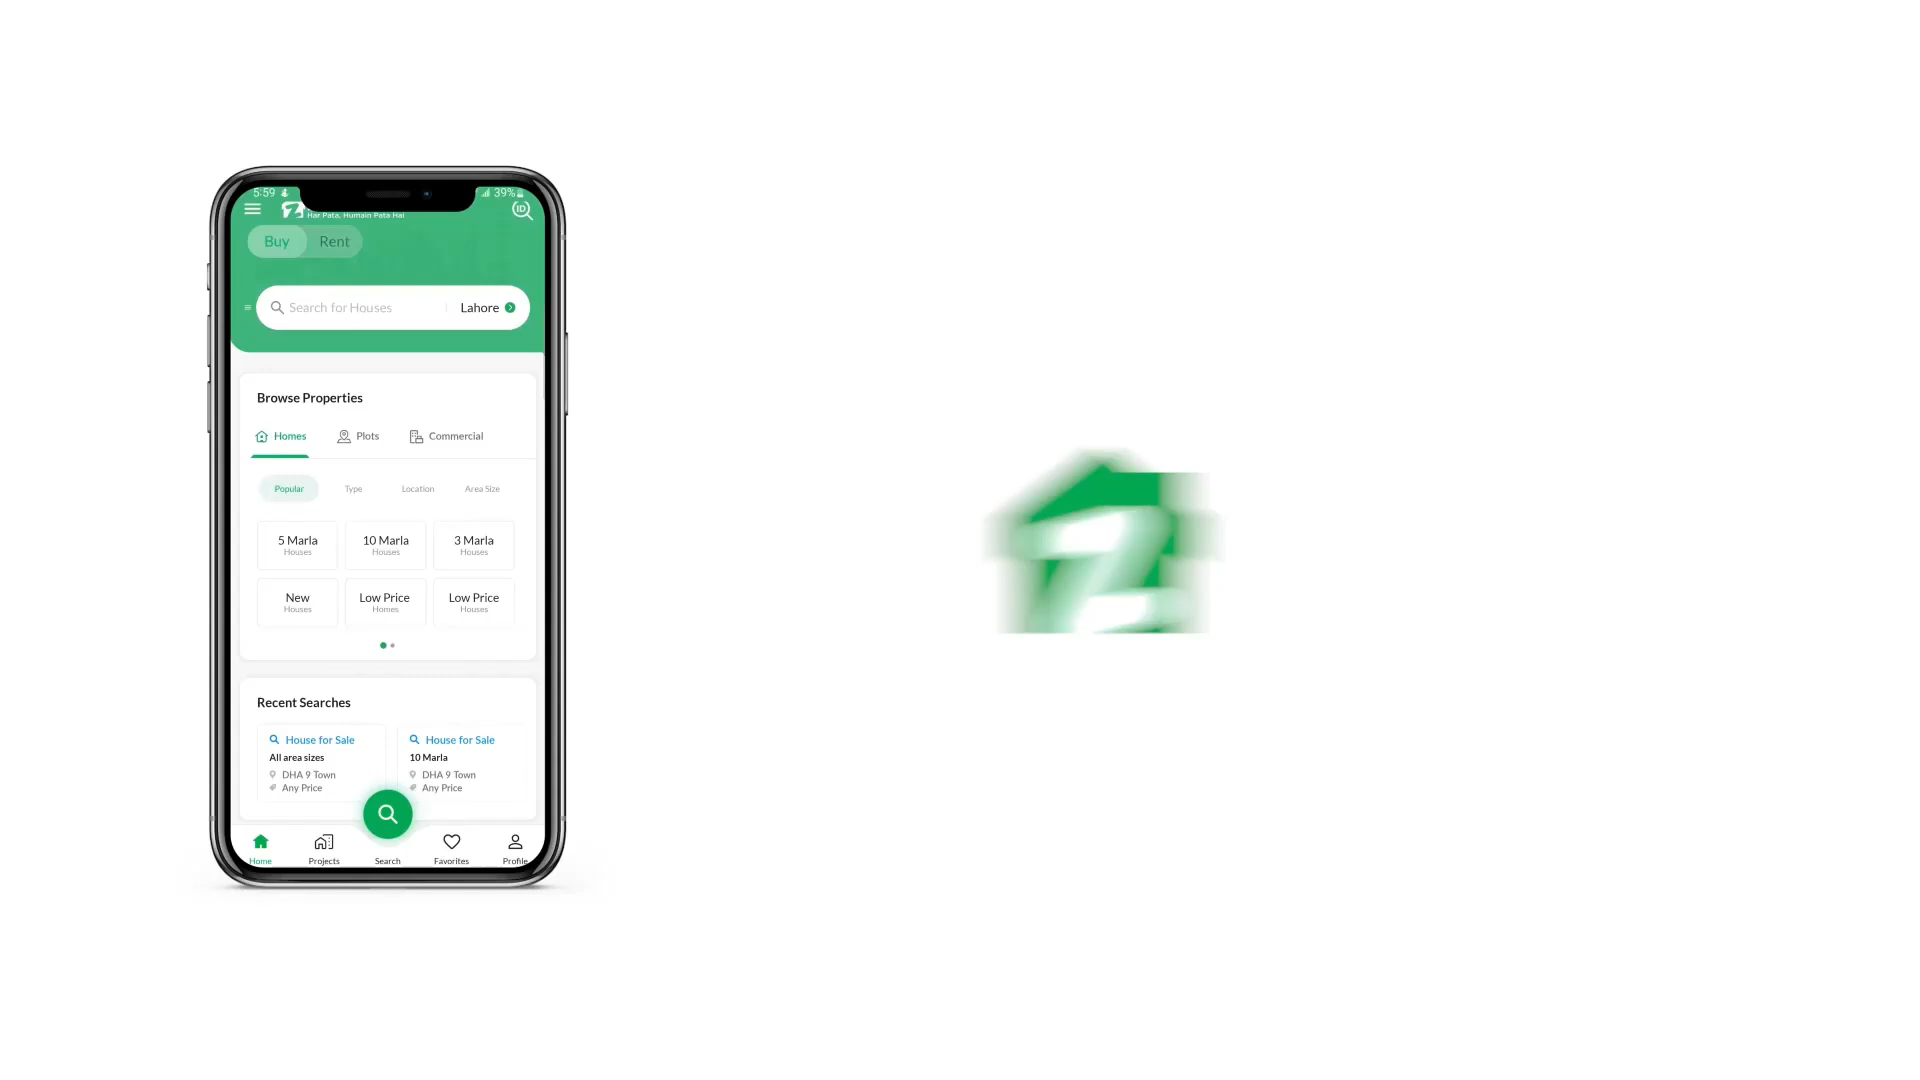 5:59 39%
Har Pata, Humain Pata Hai
ID
Buy Rent
Search for Houses Lahore
Browse Properties
Homes Plots Commercial
Popular Type Location Area Size
5 Marla 10 Marla 3 Marla
Houses Houses Houses
New Low Price Low Price
Houses Homes Houses
Recent Searches
House for Sale House for Sale
All area sizes 10 Marla
DHA 9 Town DHA 9 Town
Any Price Any Price
Home Projects Search Favorites Profile
Z